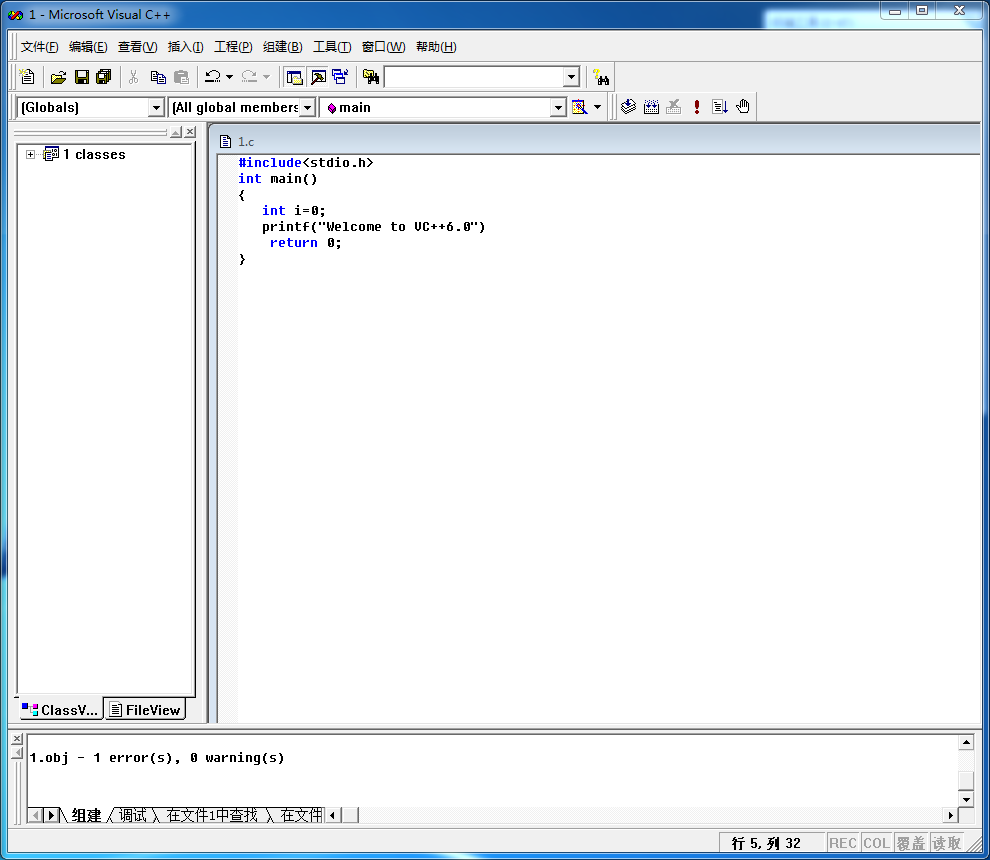 1 - Microsoft Visual C++
文件(F) 编辑(E) 查看(V) 插入(I) 工程(P) 组建(B) 工具(T) 窗口(W) 帮助(H)
(Globals) (All global members main
1 classes
1.c
#include<stdio.h>
int main()
{
int i=0;
printf("Welcome to VC++6.0")
return 0;
}
ClassV... FileView
1.obj - 1 error(s), 0 warning(s)
组建 调试 在文件1中查找 在文件
行 5, 列 32 REC COL 覆盖 读取